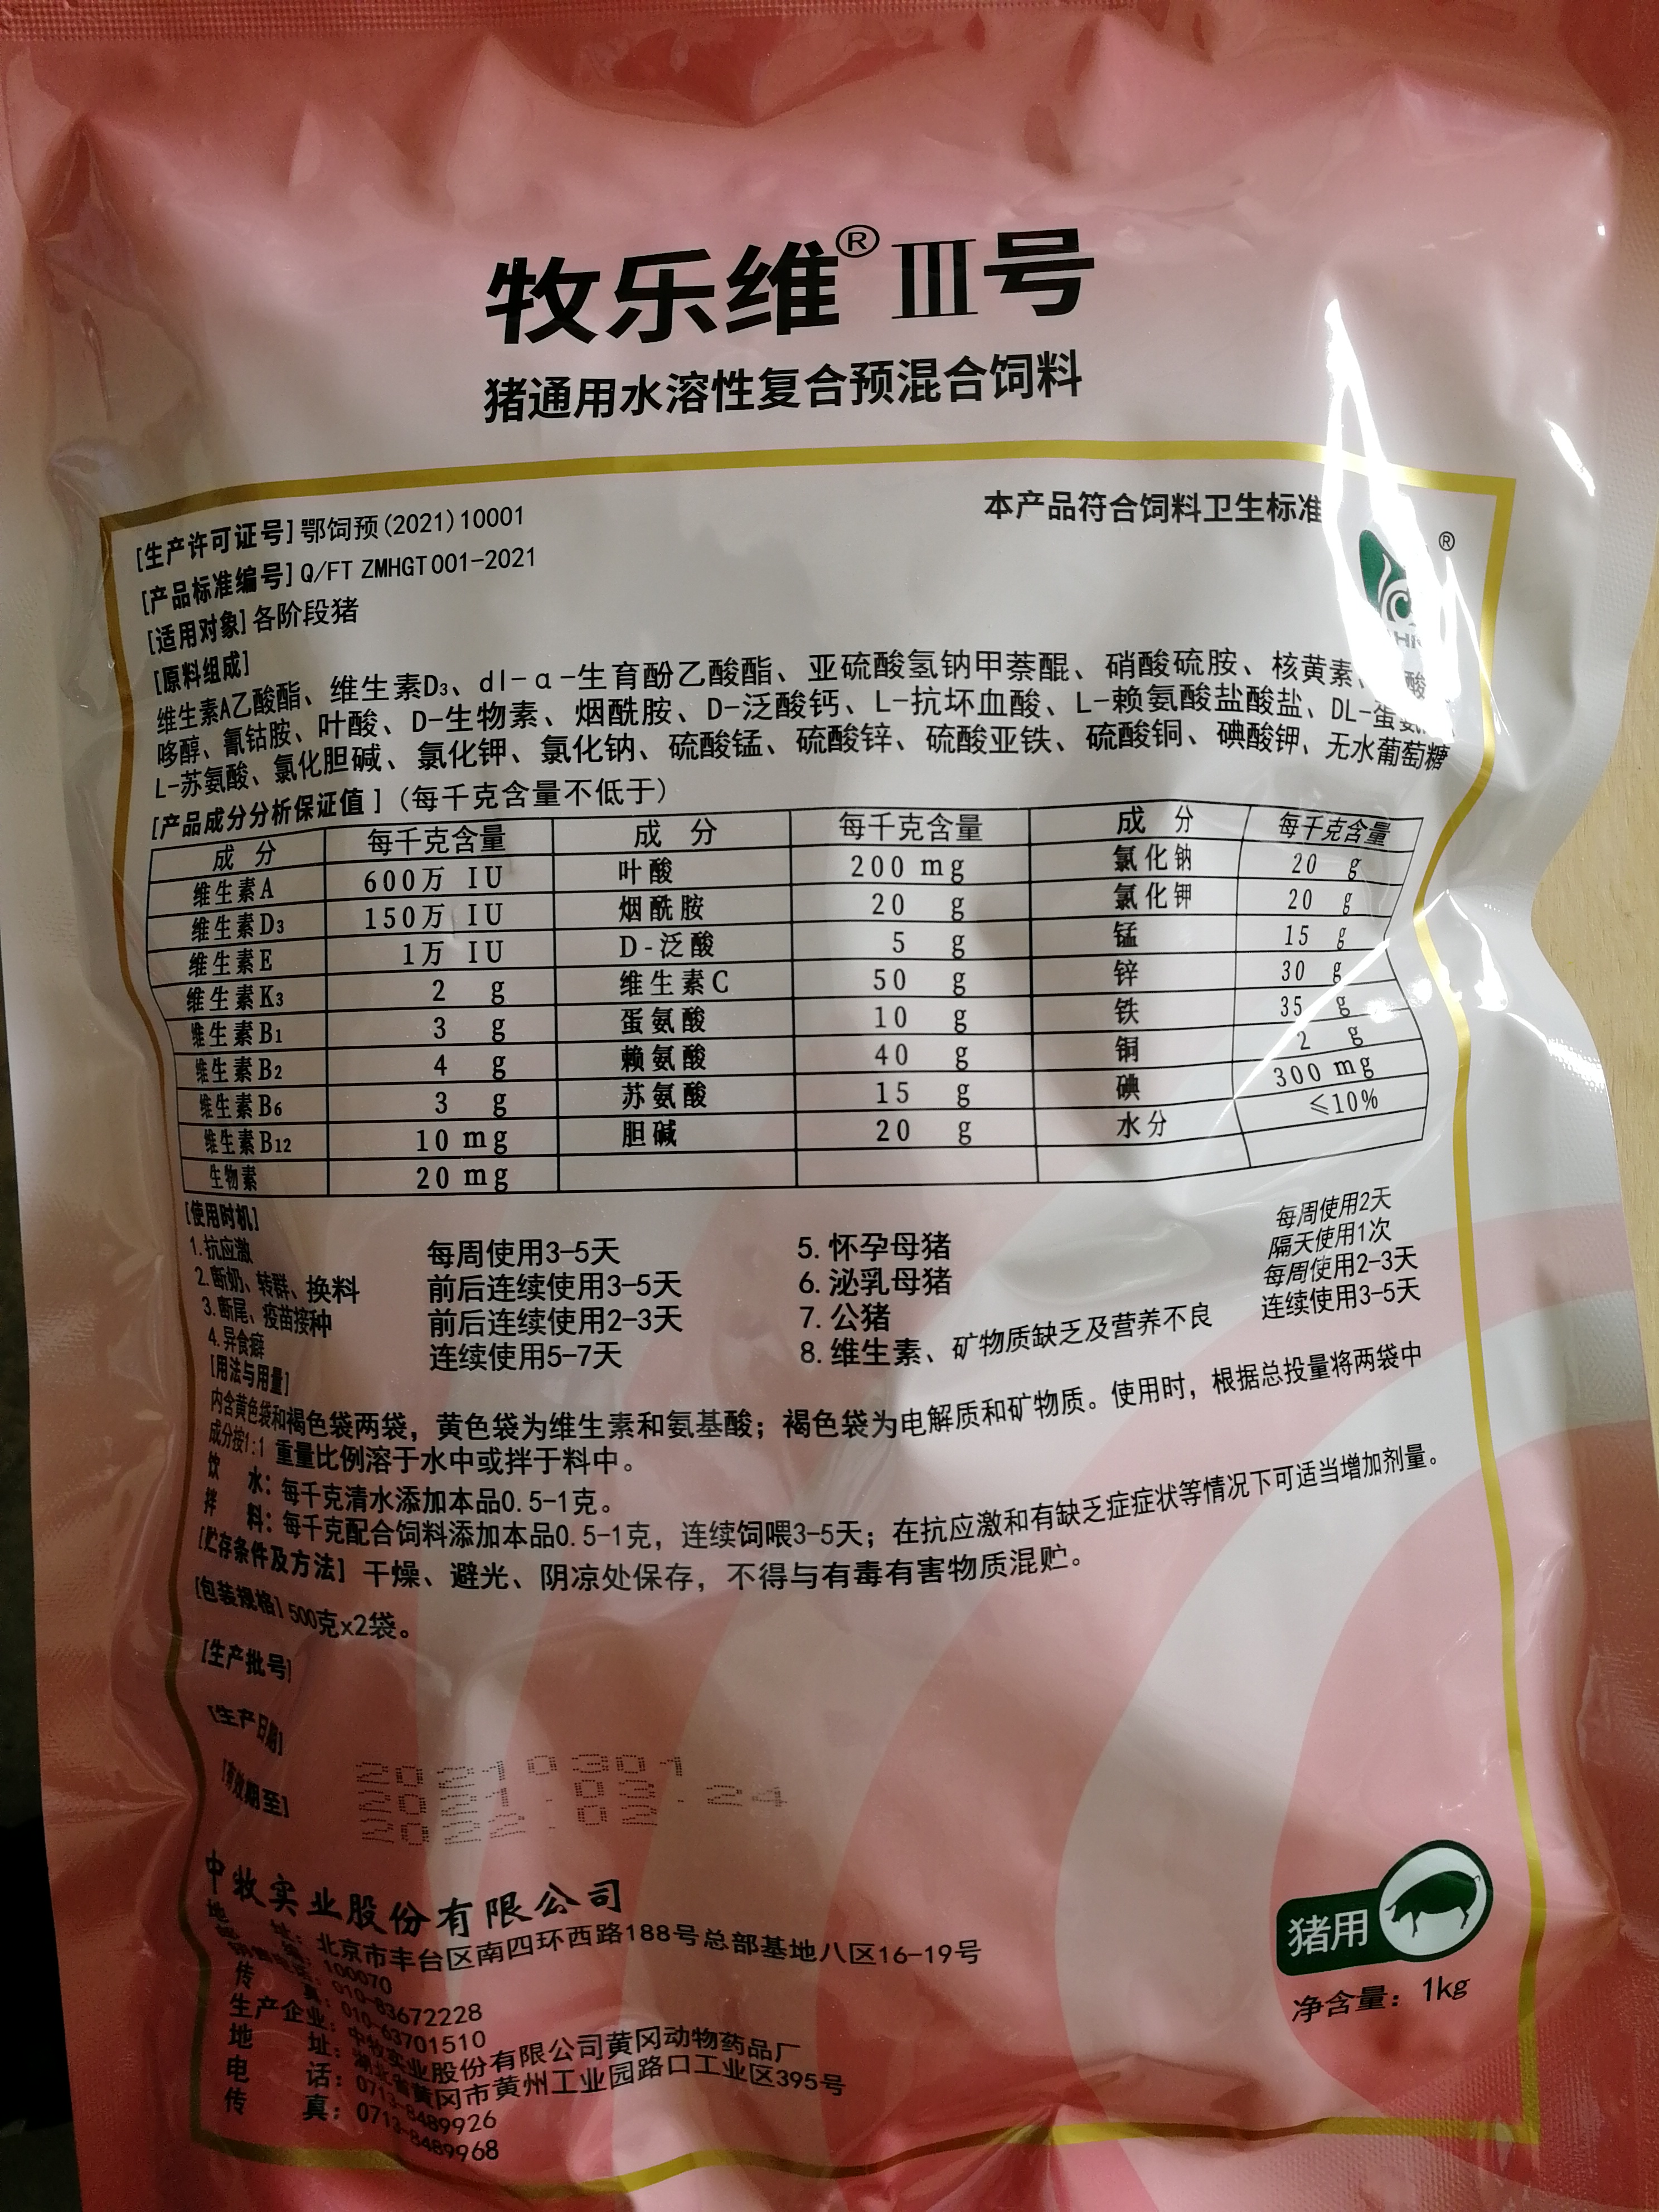 牧乐维®Ⅲ号
猪通用水溶性复合预混合饲料
本产品符合饲料卫生标准
®
[生产许可证号] 鄂饲预(2021)10001
[产品标准编号] Q/FT ZMHGT001-2021
[适用对象] 各阶段猪
[原料组成]
维生素A乙酸酯、维生素D3、dl-α-生育酚乙酸酯、亚硫酸氢钠甲萘醌、硝酸硫胺、核黄素、
哆醇、氰钴胺、叶酸、D-生物素、烟酰胺、D-泛酸钙、L-抗坏血酸、L-赖氨酸盐酸盐、DL-蛋氨
L-苏氨酸、氯化胆碱、氯化钾、氯化钠、硫酸锰、硫酸锌、硫酸亚铁、硫酸铜、碘酸钾、无水葡萄糖
[产品成分分析保证值] (每千克含量不低于)
成 分 每千克含量 成 分 每千克含量 成 分 每千克含量
维生素A 600万 IU 叶酸 200 mg 氯化钠 20 g
维生素D3 150万 IU 烟酰胺 20 g 氯化钾 20 g
维生素E 1万 IU D-泛酸 5 g 锰 15 g
维生素K3 2 g 维生素C 50 g 锌 30 g
维生素B1 3 g 蛋氨酸 10 g 铁 35 g
维生素B2 4 g 赖氨酸 40 g 铜 2 g
维生素B6 3 g 苏氨酸 15 g 碘 300 mg
维生素B12 10 mg 胆碱 20 g 水分 ≤10%
生物素 20 mg
[使用时机]
1.抗应激 每周使用3-5天 5. 怀孕母猪 每周使用2天
2.断奶、转群、换料 前后连续使用3-5天 6. 泌乳母猪 隔天使用1次
3.断尾、疫苗接种 前后连续使用2-3天 7. 公猪 每周使用2-3天
4.异食癖 连续使用5-7天 8. 维生素、矿物质缺乏及营养不良 连续使用3-5天
[用法与用量]
内含黄色袋和褐色袋两袋，黄色袋为维生素和氨基酸；褐色袋为电解质和矿物质。使用时，根据总投量将两袋中
成分按1:1 重量比例溶于水中或拌于料中。
饮 水：每千克清水添加本品0.5-1克。
拌 料：每千克配合饲料添加本品0.5-1克，连续饲喂3-5天；在抗应激和有缺乏症症状等情况下可适当增加剂量。
[贮存条件及方法] 干燥、避光、阴凉处保存，不得与有毒有害物质混贮。
[包装规格] 500克x2袋。
[生产批号]
[生产日期]
[有效期至]
20210301
2021.02.24
2022.02
中牧实业股份有限公司
地 址：北京市丰台区南四环西路188号总部基地八区16-19号
邮 编：100070
销售电话：010-83672228
传 真：010-63701510
生产企业：中牧实业股份有限公司黄冈动物药品厂
地 址：湖北省黄冈市黄州工业园路口工业区395号
电 话：0713-8489926
传 真：0713-8489968
猪用
净含量：1kg